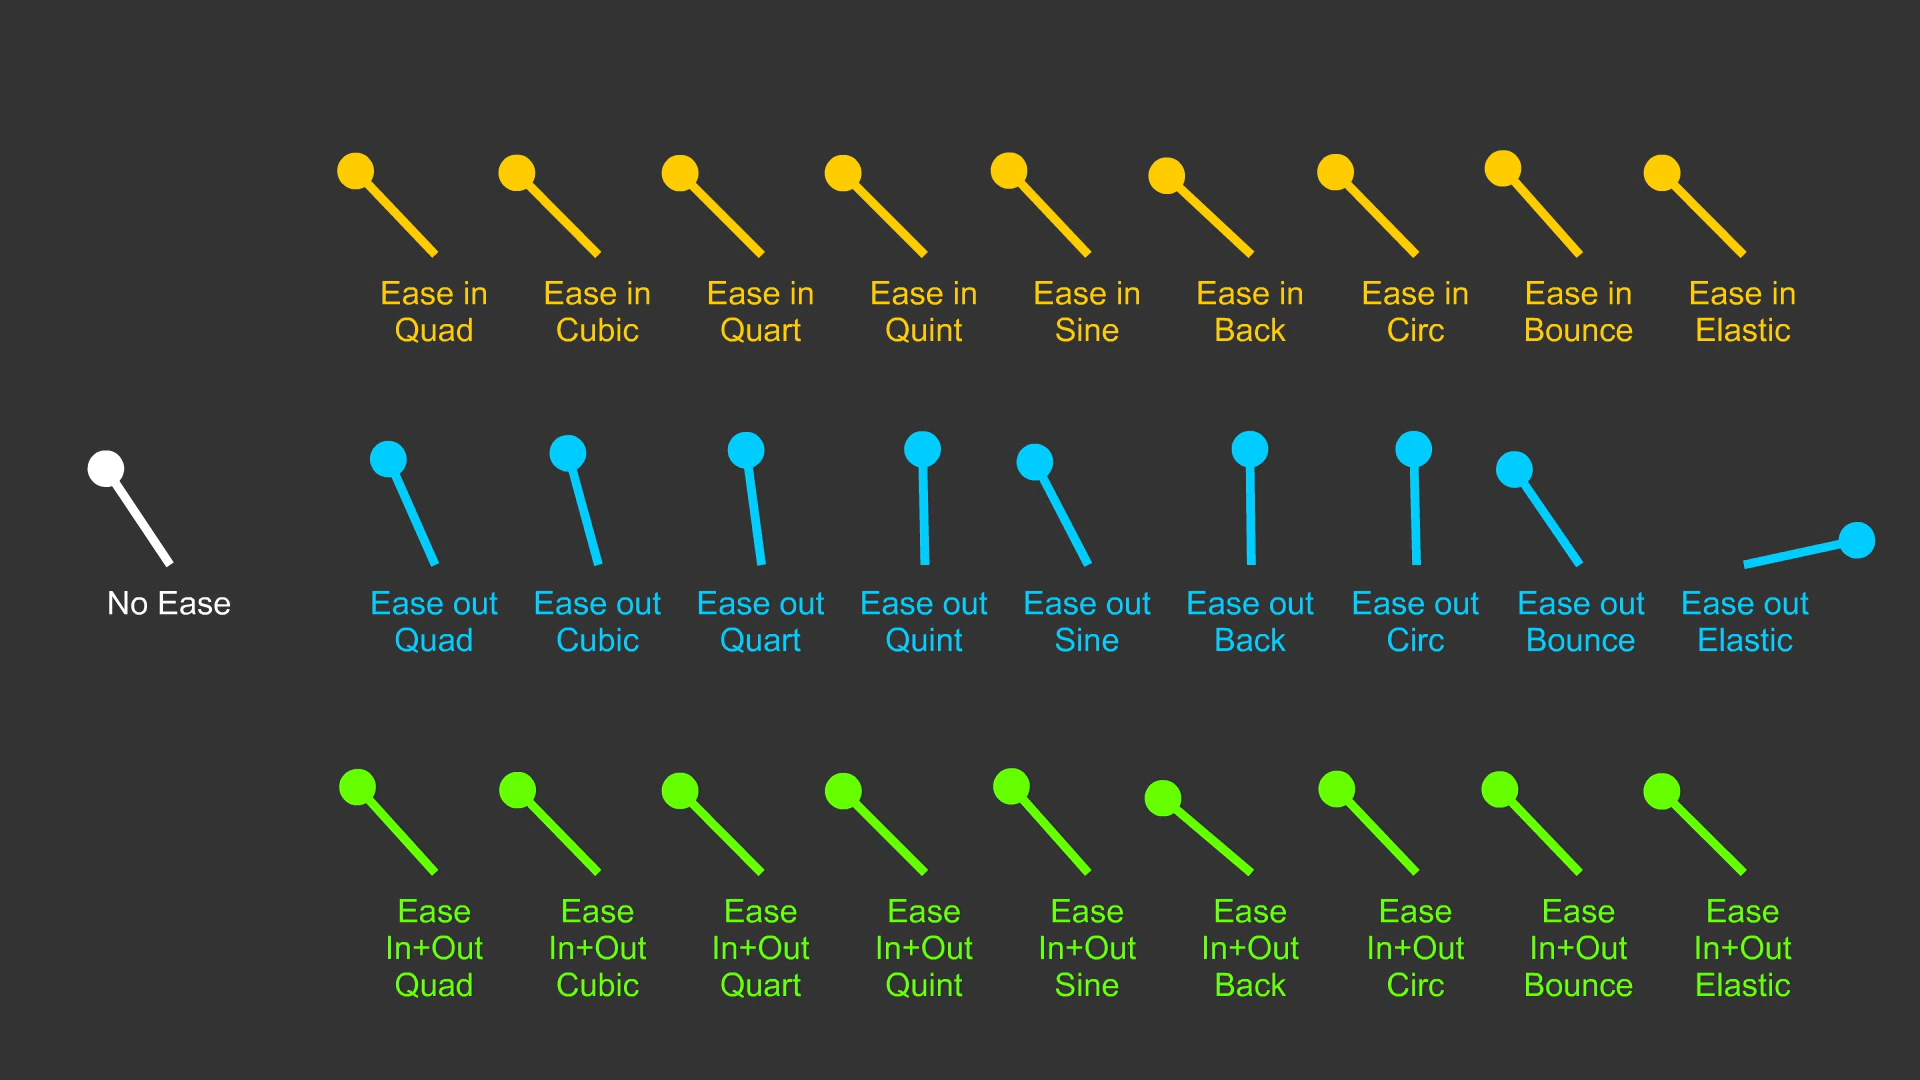 Ease in
Quad
Ease in
Cubic
Ease in
Quart
Ease in
Quint
Ease in
Sine
Ease in
Back
Ease in
Circ
Ease in
Bounce
Ease in
Elastic
No Ease
Ease out
Quad
Ease out
Cubic
Ease out
Quart
Ease out
Quint
Ease out
Sine
Ease out
Back
Ease out
Circ
Ease out
Bounce
Ease out
Elastic
Ease
In+Out
Quad
Ease
In+Out
Cubic
Ease
In+Out
Quart
Ease
In+Out
Quint
Ease
In+Out
Sine
Ease
In+Out
Back
Ease
In+Out
Circ
Ease
In+Out
Bounce
Ease
In+Out
Elastic